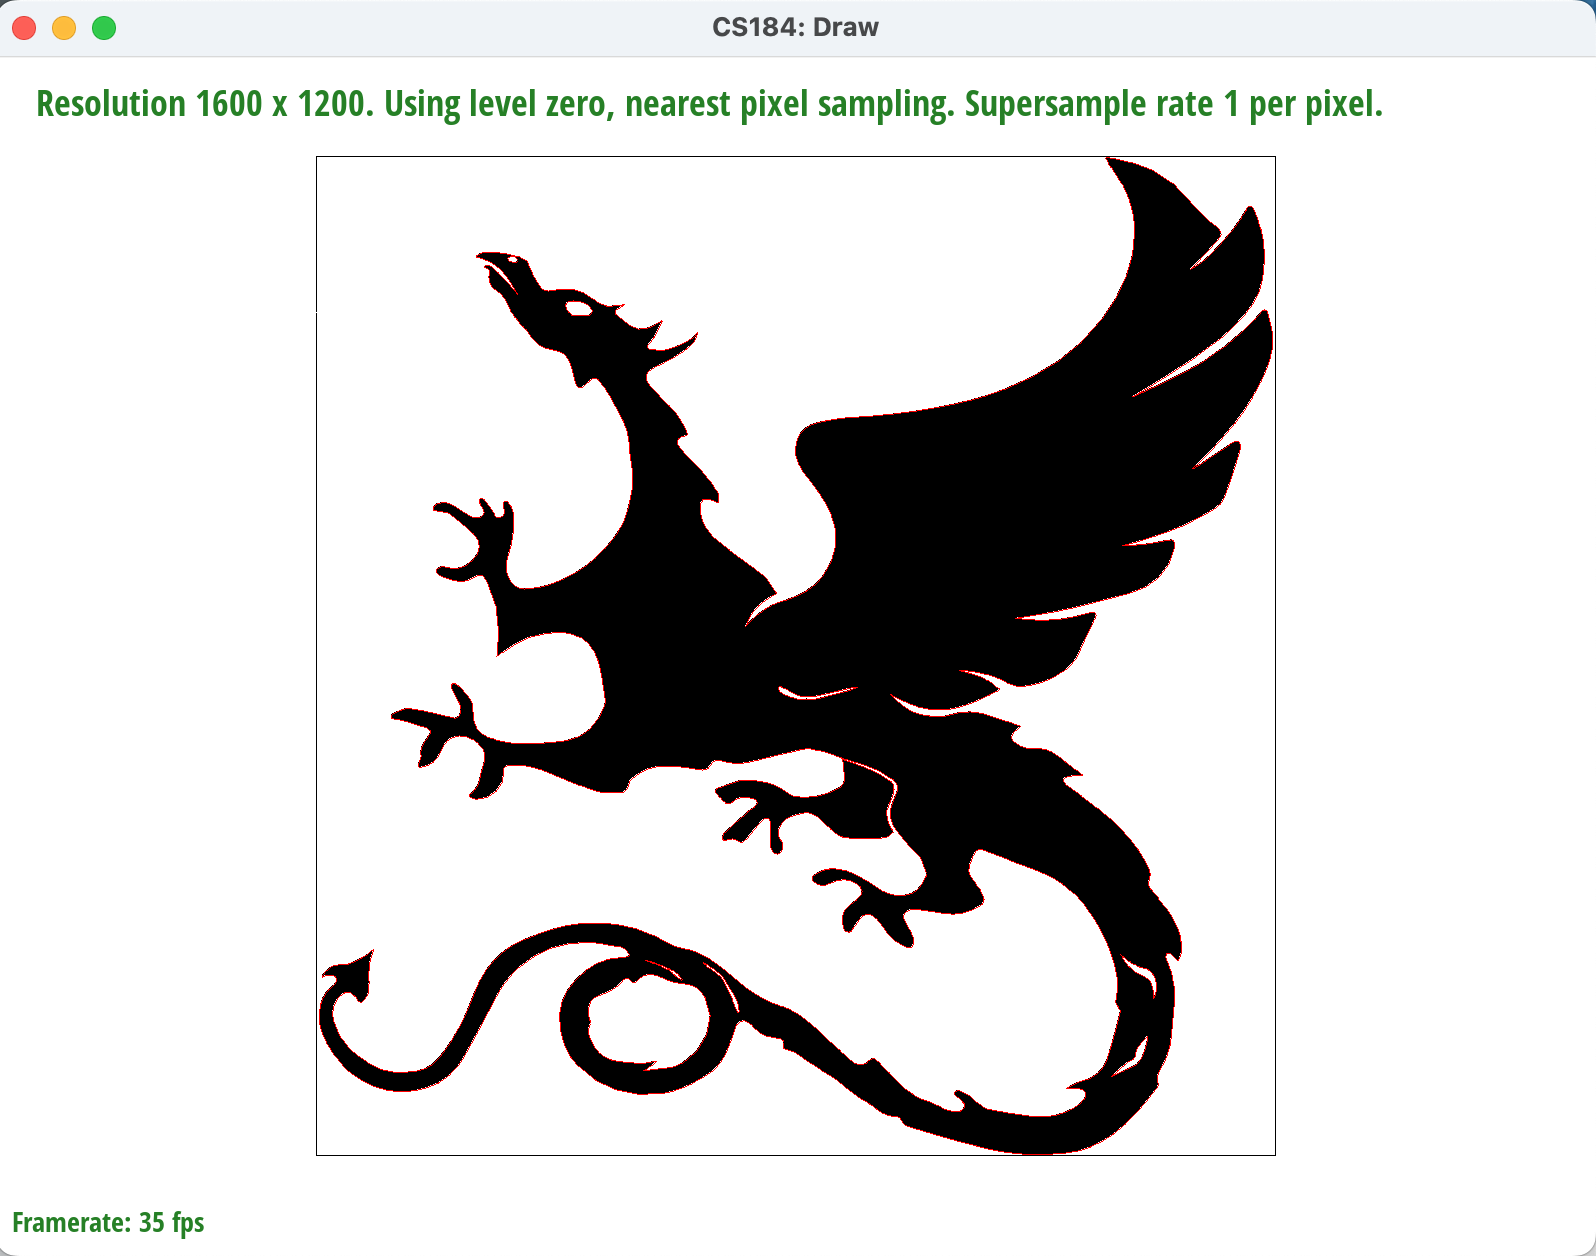 CS184: Draw
Resolution 1600 x 1200. Using level zero, nearest pixel sampling. Supersample rate 1 per pixel.
Framerate: 35 fps